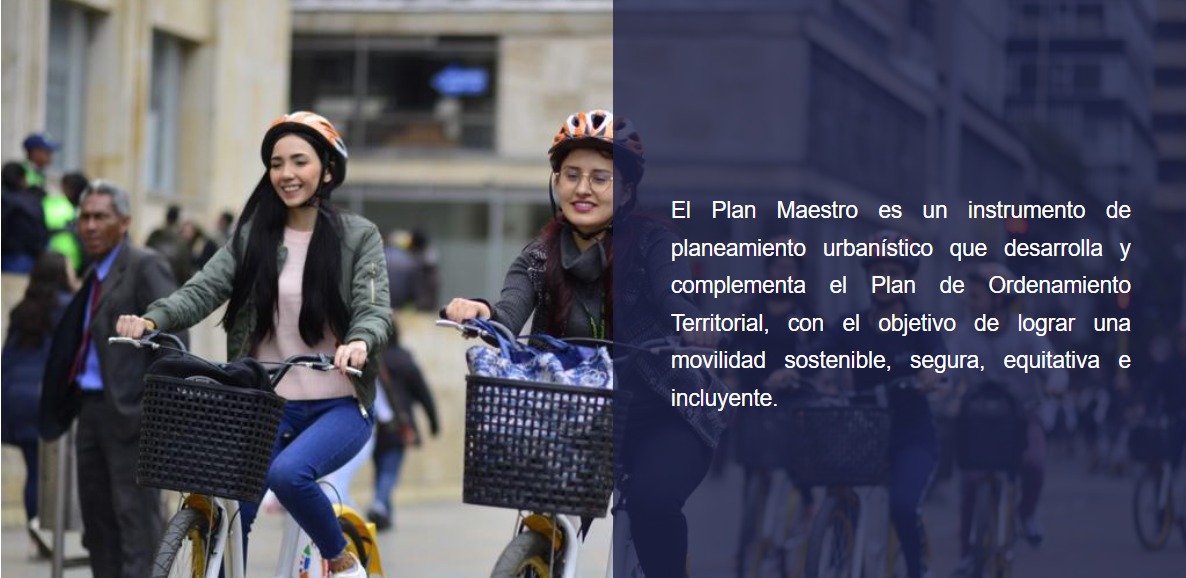 El Plan Maestro es un instrumento de
planeamiento urbanístico que desarrolla y
complementa el Plan de Ordenamiento
Territorial, con el objetivo de lograr una
movilidad sostenible, segura, equitativa e
incluyente.